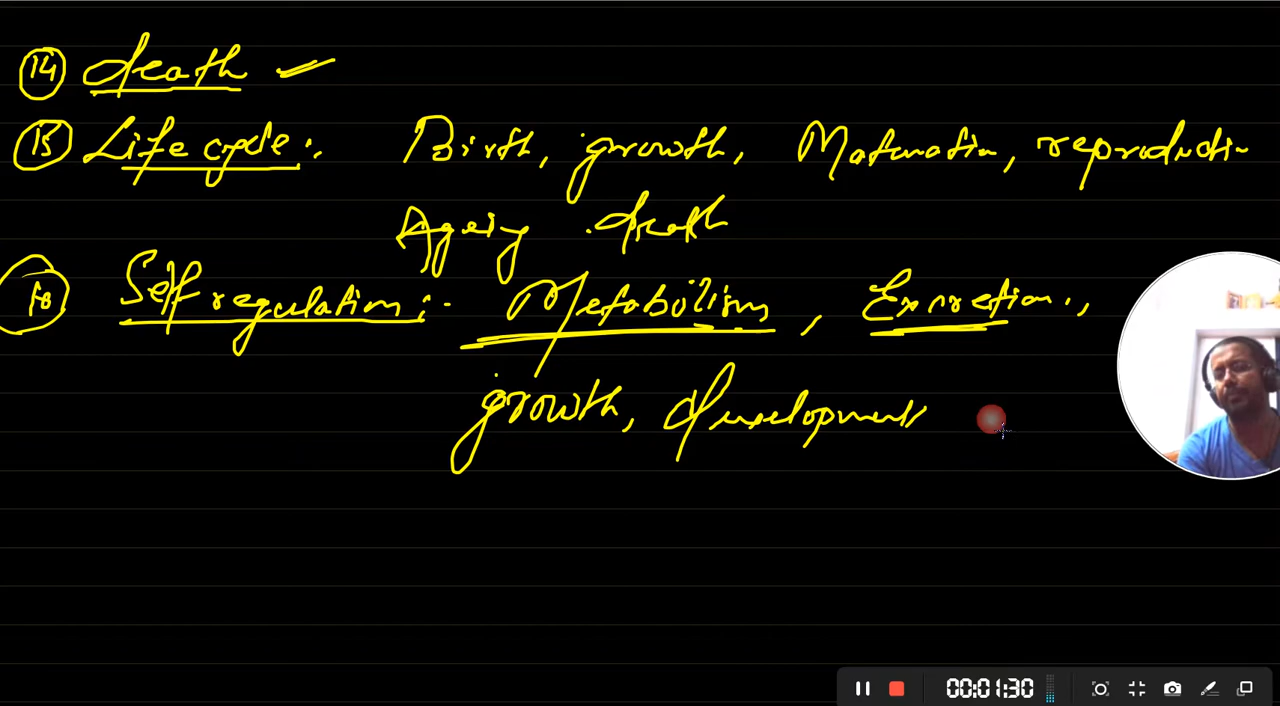 14 death
15 Life cycle :. Birth, growth, Maturation, reproduction
Ageing death
16 Self regulation :- Metabolism, Excretion.,
growth, development
00:01:30